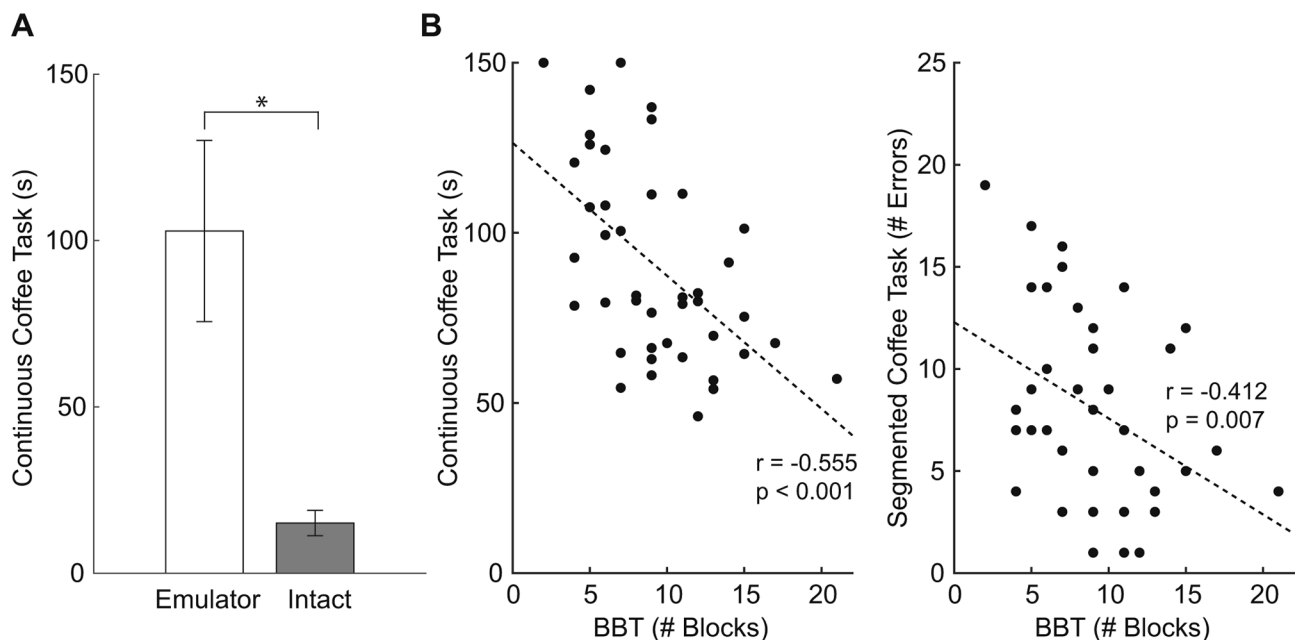 A
Continuous Coffee Task (s)
150
100
50
0
*
Emulator
Intact
B
Continuous Coffee Task (s)
150
100
50
0
0
5
10
15
20
BBT (# Blocks)
r = -0.555
p < 0.001
Segmented Coffee Task (# Errors)
25
20
15
10
5
0
0
5
10
15
20
BBT (# Blocks)
r = -0.412
p = 0.007